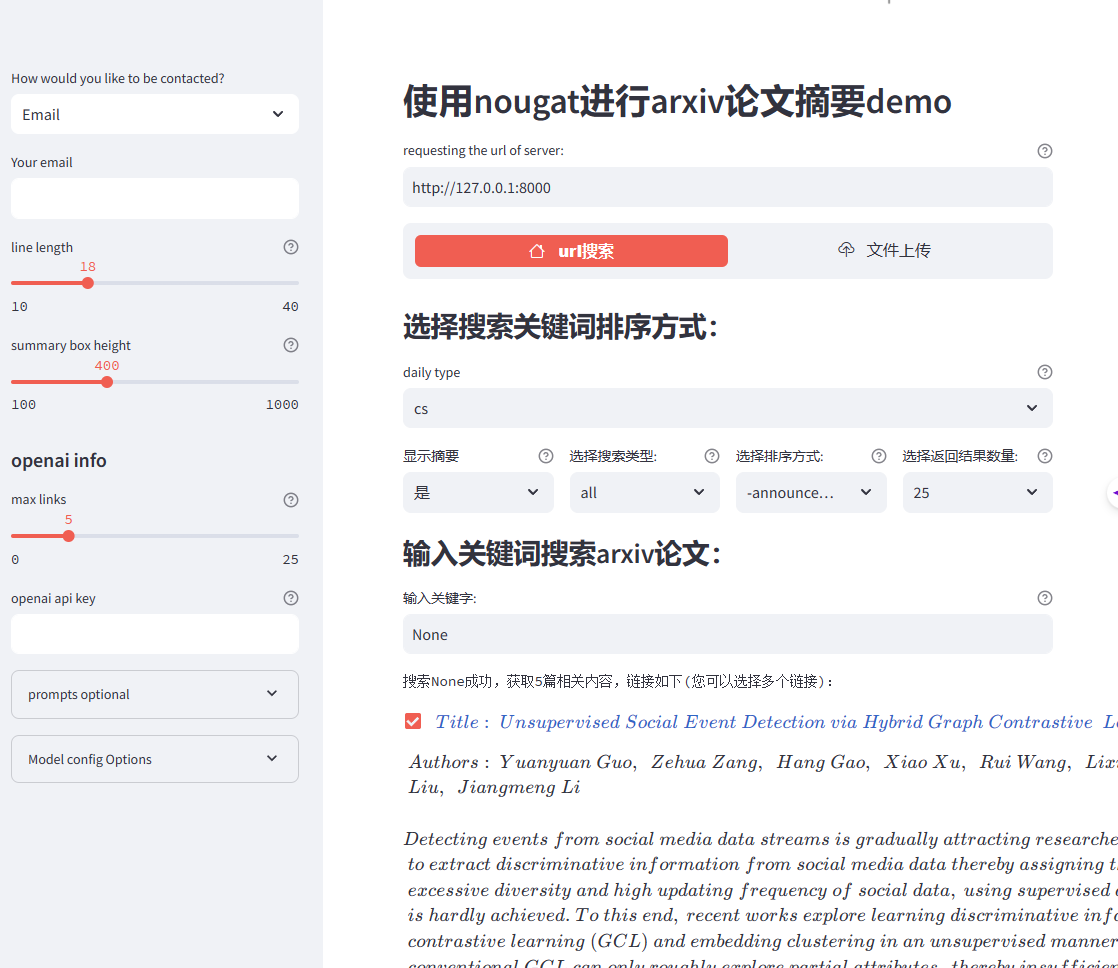 How would you like to be contacted?
Email
Your email
line length
18
10 40
summary box height
400
100 1000
openai info
max links
5
0 25
openai api key
prompts optional
Model config Options
使用nougat进行arxiv论文摘要demo
requesting the url of server:
http://127.0.0.1:8000
url搜索 文件上传
选择搜索关键词排序方式:
daily type
cs
显示摘要 选择搜索类型: 选择排序方式: 选择返回结果数量:
是 all -announce... 25
输入关键词搜索arxiv论文:
输入关键字:
None
搜索None成功，获取5篇相关内容，链接如下(您可以选择多个链接):
Title : Unsupervised Social Event Detection via Hybrid Graph Contrastive
Authors : Yuanyuan Guo, Zehua Zang, Hang Gao, Xiao Xu, Rui Wang,
Liu, Jiangmeng Li
Detecting events from social media data streams is gradually attracting
to extract discriminative information from social media data thereby assigning
excessive diversity and high updating frequency of social data, using supervised
is hardly achieved. To this end, recent works explore learning discriminative
contrastive learning (GCL) and embedding clustering in an unsupervised manner
conventional GCL can only roughly explore partial attributes, thereby